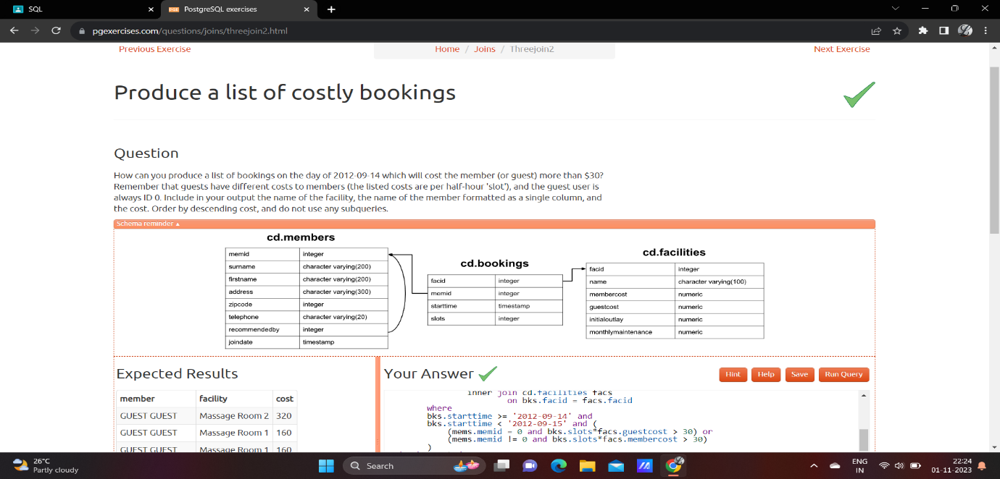 SQL
PostgreSQL exercises
pgexercises.com/questions/joins/threejoin2.html
Previous Exercise
Home / Joins / Threejoin2
Next Exercise
Produce a list of costly bookings
Question
How can you produce a list of bookings on the day of 2012-09-14 which will cost the member (or guest) more than $30?
Remember that guests have different costs to members (the listed costs are per half-hour 'slot'), and the guest user is
always ID 0. Include in your output the name of the facility, the name of the member formatted as a single column, and
the cost. Order by descending cost, and do not use any subqueries.
Schema reminder
cd.members
memid integer
surname character varying(200)
firstname character varying(200)
address character varying(300)
zipcode integer
telephone character varying(20)
recommendedby integer
joindate timestamp
cd.bookings
facid integer
memid integer
starttime timestamp
slots integer
cd.facilities
facid integer
name character varying(100)
membercost numeric
guestcost numeric
initialoutlay numeric
monthlymaintenance numeric
Expected Results
member facility cost
GUEST GUEST Massage Room 2 320
GUEST GUEST Massage Room 1 160
GUEST GUEST Massage Room 1 160
Your Answer
Hint Help Save Run Query
inner join cd.facilities facs
on bks.facid = facs.facid
where
bks.starttime >= '2012-09-14' and
bks.starttime < '2012-09-15' and (
(mems.memid = 0 and bks.slots*facs.guestcost > 30) or
(mems.memid != 0 and bks.slots*facs.membercost > 30)
)
26°C
Partly cloudy
Search
ENG
IN
22:24
01-11-2023